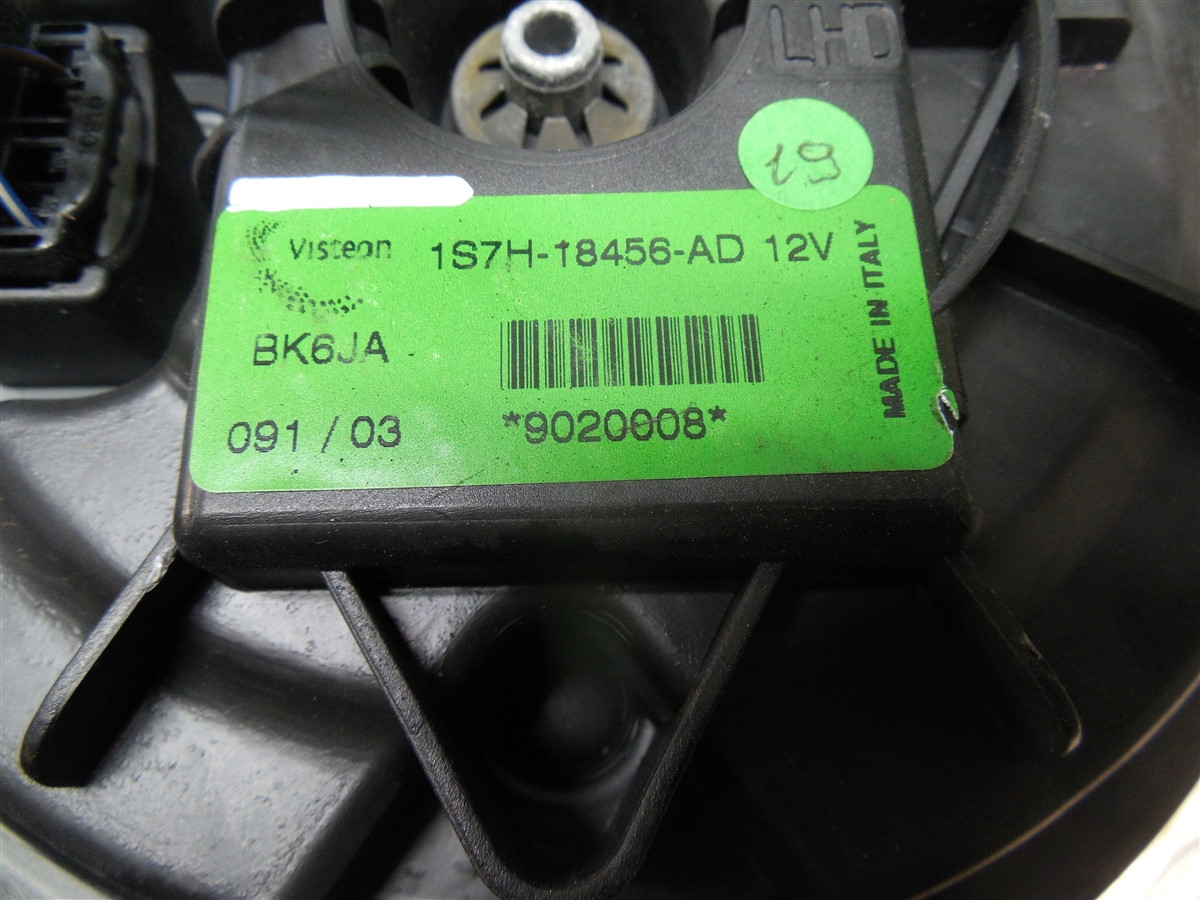 LHD
19
Visteon 1S7H-18456-AD 12V
BK6JA
091 / 03 *9020008*
MADE IN ITALY